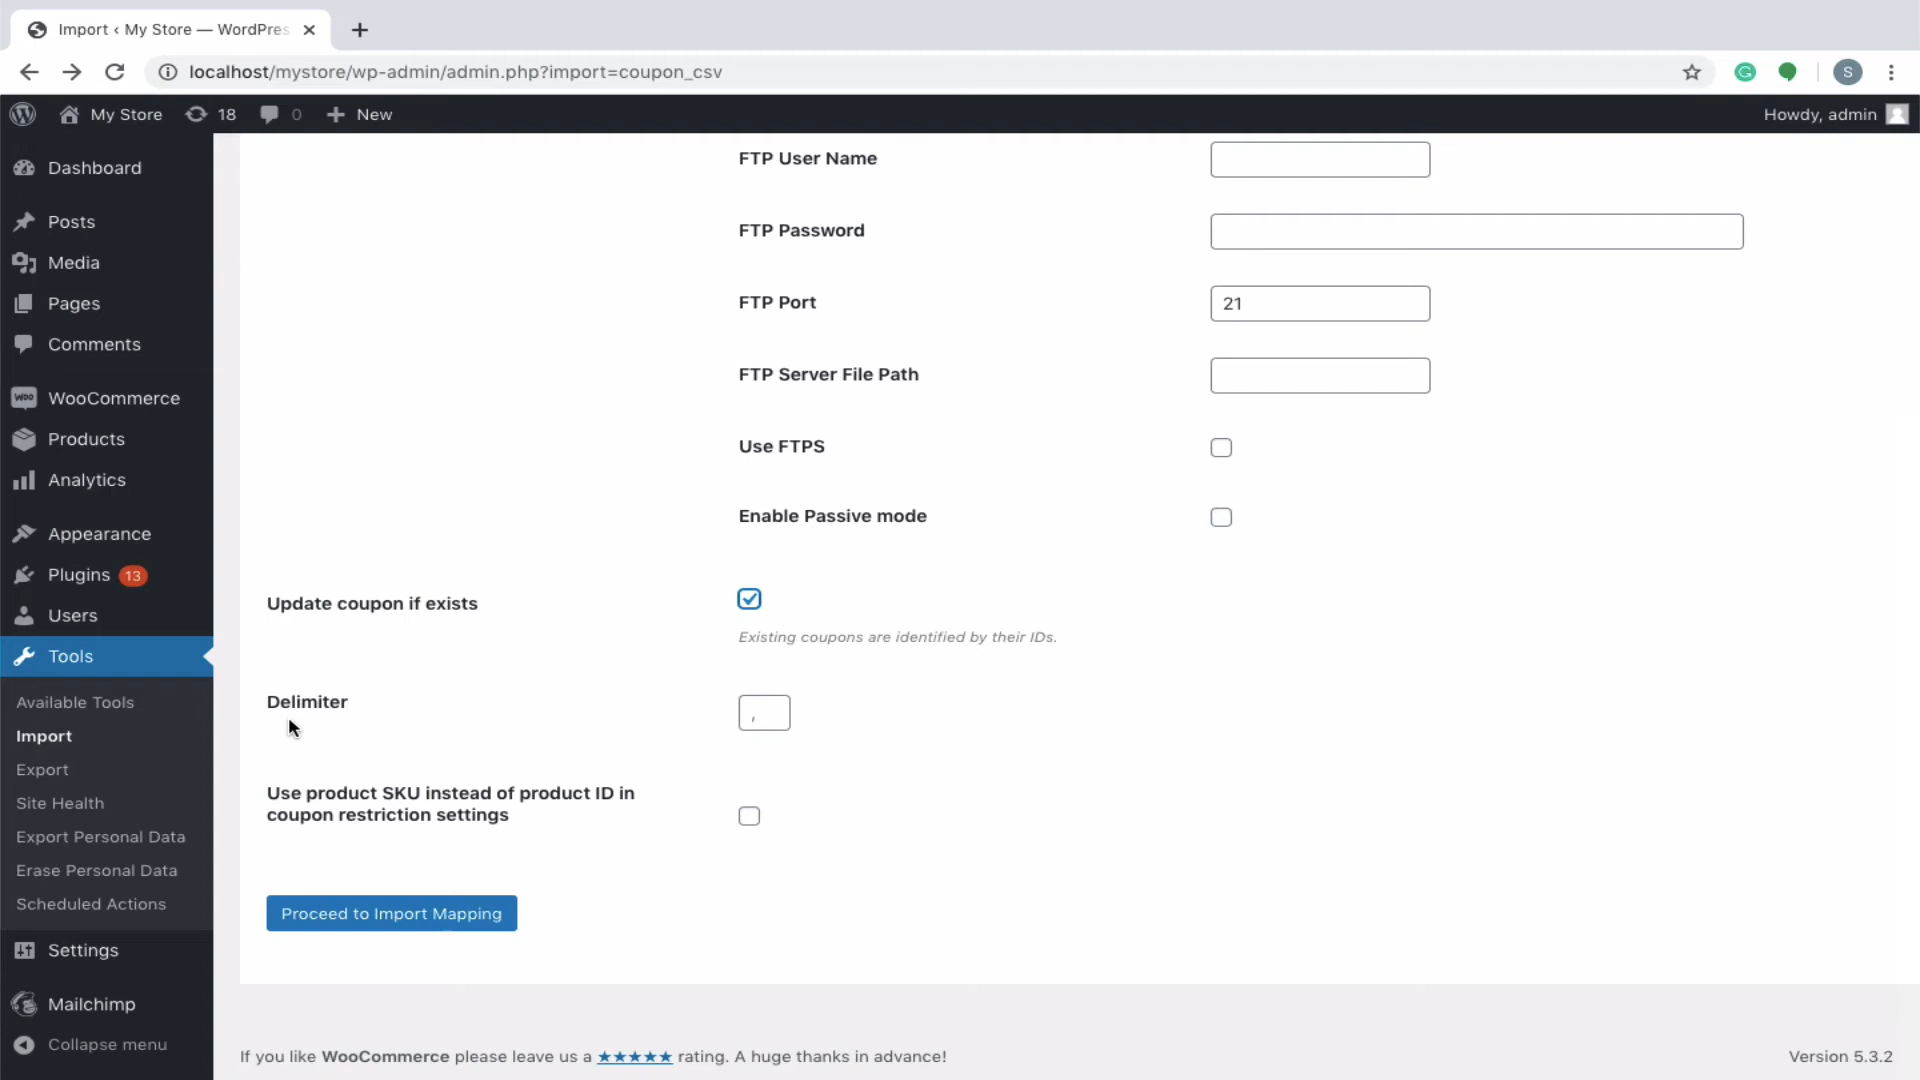 Import ‹ My Store — WordPres
localhost/mystore/wp-admin/admin.php?import=coupon_csv
S
My Store
18
0
New
Howdy, admin
Dashboard
Posts
Media
Pages
Comments
WooCommerce
Products
Analytics
Appearance
Plugins 13
Users
Tools
Available Tools
Import
Export
Site Health
Export Personal Data
Erase Personal Data
Scheduled Actions
Settings
Mailchimp
Collapse menu
FTP User Name
FTP Password
FTP Port
21
FTP Server File Path
Use FTPS
Enable Passive mode
Update coupon if exists
Existing coupons are identified by their IDs.
Delimiter
,
Use product SKU instead of product ID in
coupon restriction settings
Proceed to Import Mapping
If you like WooCommerce please leave us a ★★★★★ rating. A huge thanks in advance!
Version 5.3.2